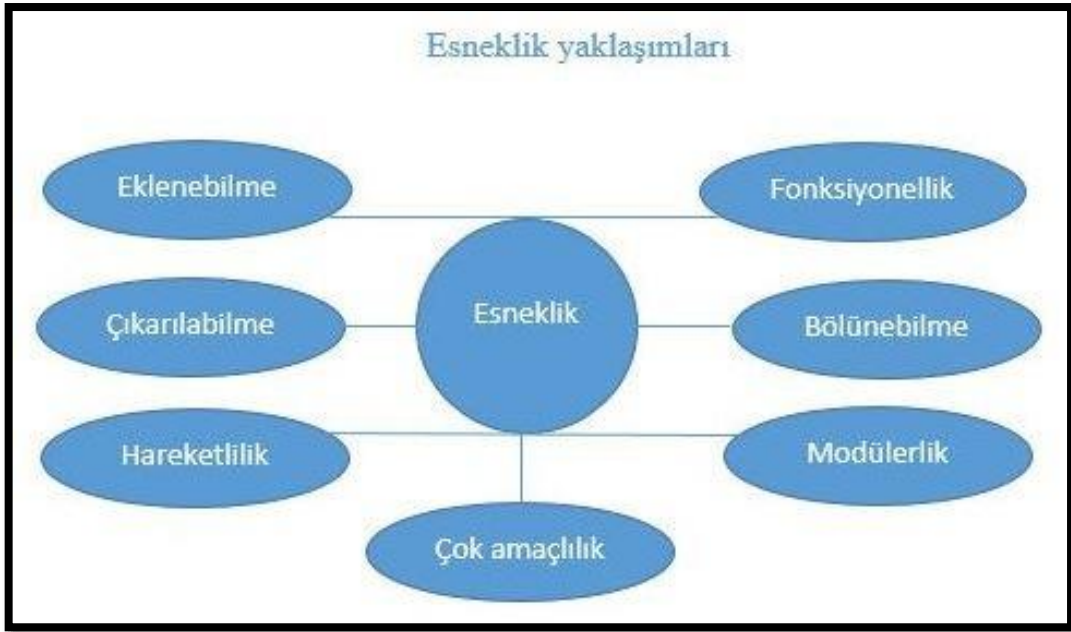 Esneklik yaklaşımları
Eklenebilme
Fonksiyonellik
Çıkarılabilme
Esneklik
Bölünebilme
Hareketlilik
Modülerlik
Çok amaçlılık